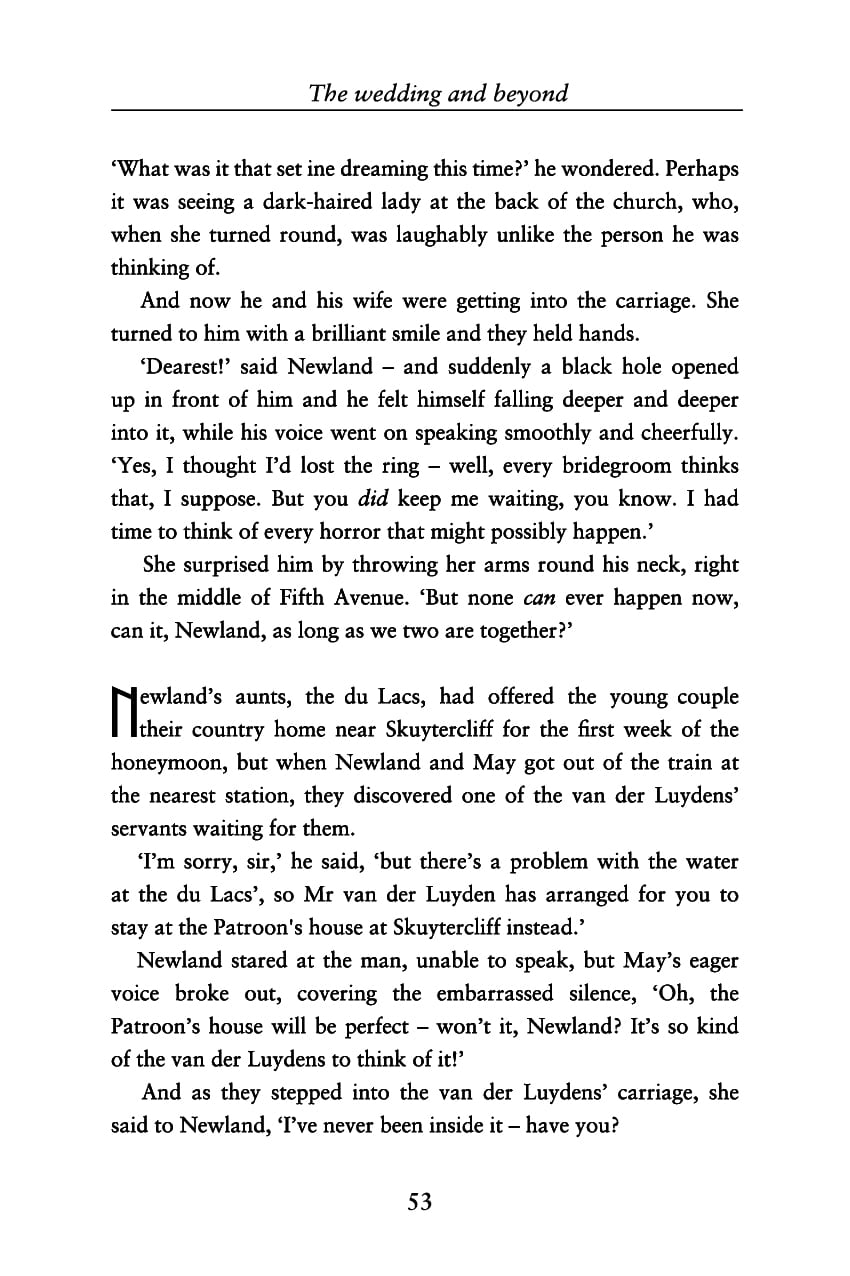 The wedding and beyond
‘What was it that set ine dreaming this time?’ he wondered. Perhaps
it was seeing a dark-haired lady at the back of the church, who,
when she turned round, was laughably unlike the person he was
thinking of.
And now he and his wife were getting into the carriage. She
turned to him with a brilliant smile and they held hands.
‘Dearest!’ said Newland – and suddenly a black hole opened
up in front of him and he felt himself falling deeper and deeper
into it, while his voice went on speaking smoothly and cheerfully.
‘Yes, I thought I’d lost the ring – well, every bridegroom thinks
that, I suppose. But you did keep me waiting, you know. I had
time to think of every horror that might possibly happen.’
She surprised him by throwing her arms round his neck, right
in the middle of Fifth Avenue. ‘But none can ever happen now,
can it, Newland, as long as we two are together?’
Newland’s aunts, the du Lacs, had offered the young couple
their country home near Skuytercliff for the first week of the
honeymoon, but when Newland and May got out of the train at
the nearest station, they discovered one of the van der Luydens’
servants waiting for them.
‘I’m sorry, sir,’ he said, ‘but there’s a problem with the water
at the du Lacs’, so Mr van der Luyden has arranged for you to
stay at the Patroon's house at Skuytercliff instead.’
Newland stared at the man, unable to speak, but May’s eager
voice broke out, covering the embarrassed silence, ‘Oh, the
Patroon’s house will be perfect – won’t it, Newland? It’s so kind
of the van der Luydens to think of it!’
And as they stepped into the van der Luydens’ carriage, she
said to Newland, ‘I’ve never been inside it – have you?
53